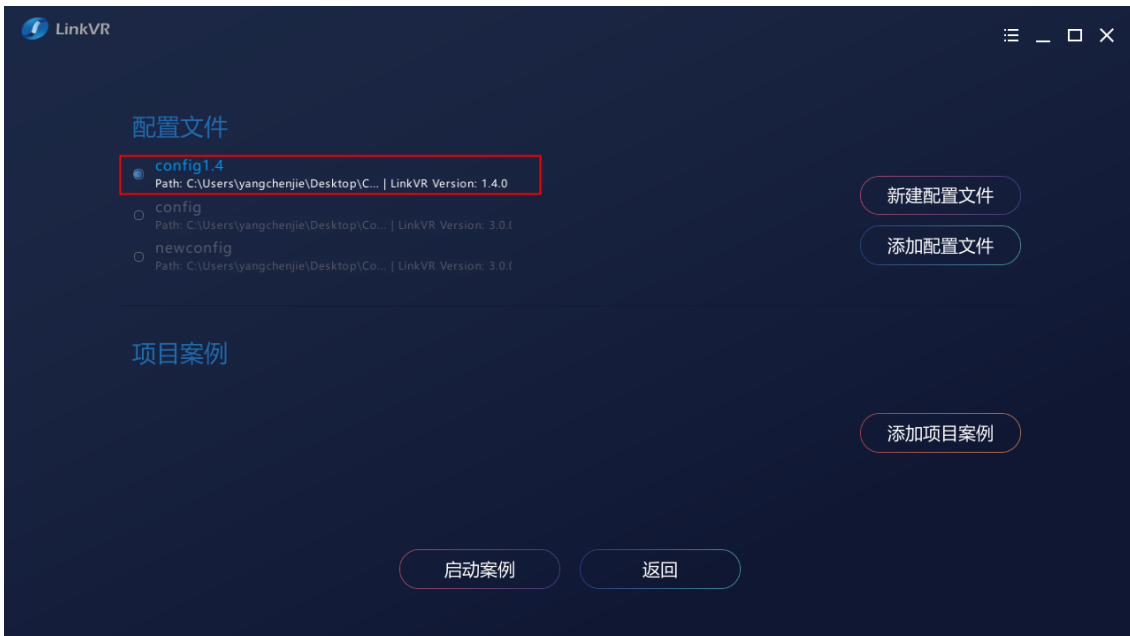 LinkVR
配置文件
config1.4
Path: C:\Users\yangchenjie\Desktop\C... | LinkVR Version: 1.4.0
config
Path: C:\Users\yangchenjie\Desktop\Co... | LinkVR Version: 3.0.(
newconfig
Path: C:\Users\yangchenjie\Desktop\Co... | LinkVR Version: 3.0.(
新建配置文件
添加配置文件
项目案例
添加项目案例
启动案例
返回